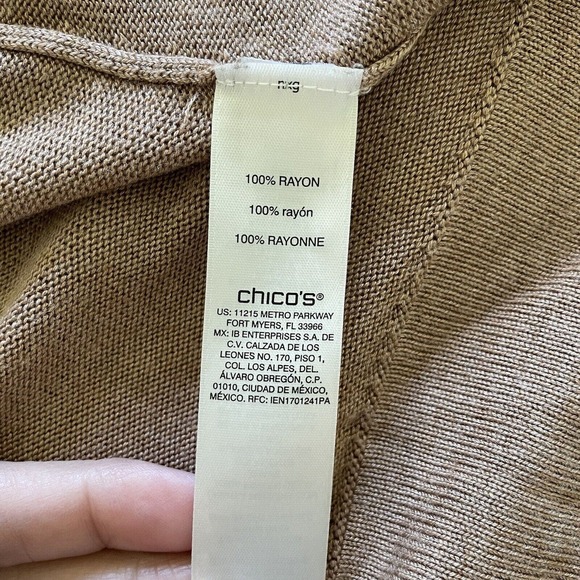 100% RAYON
100% rayón
100% RAYONNE
chico's®
US: 11215 METRO PARKWAY
FORT MYERS, FL 33966
MX: IB ENTERPRISES S.A. DE
C.V. CALZADA DE LOS
LEONES NO. 170, PISO 1,
COL. LOS ALPES, DEL.
ÁLVARO OBREGÓN, C.P.
01010, CIUDAD DE MÉXICO,
MÉXICO. RFC: IEN1701241PA